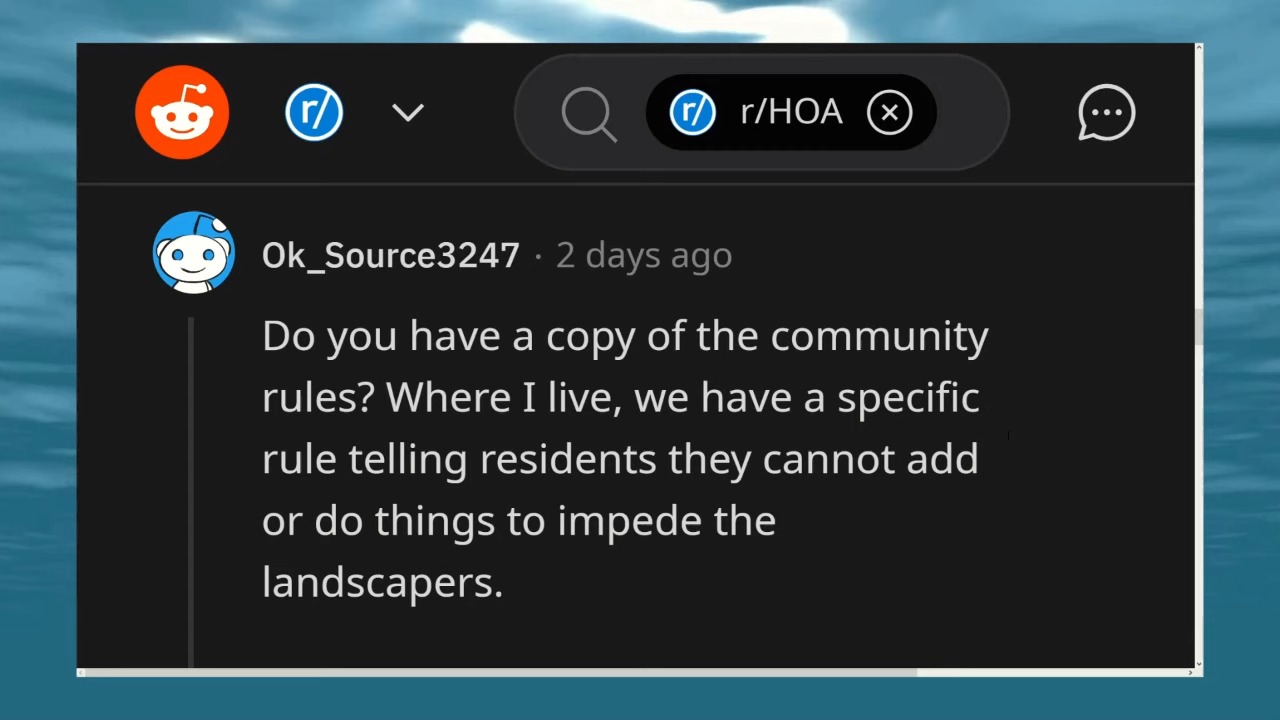 r/ r/HOA
Ok_Source3247 · 2 days ago
Do you have a copy of the community
rules? Where I live, we have a specific
rule telling residents they cannot add
or do things to impede the
landscapers.